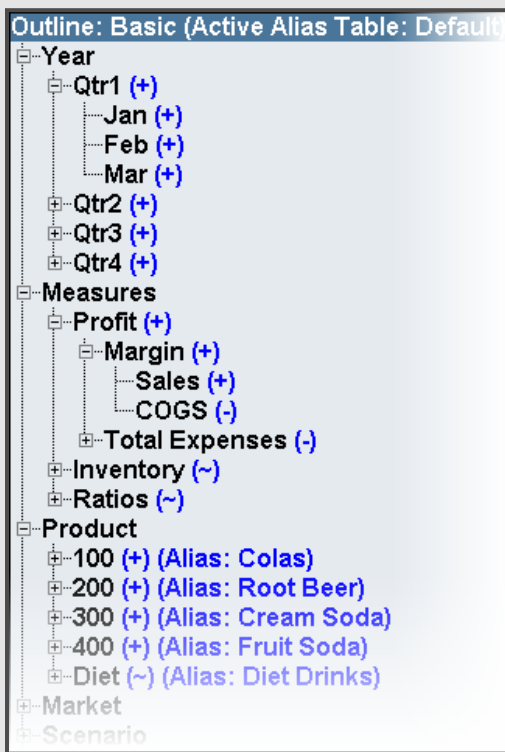 Outline: Basic (Active Alias Table: Default)
Year
Qtr1 (+)
Jan (+)
Feb (+)
Mar (+)
Qtr2 (+)
Qtr3 (+)
Qtr4 (+)
Measures
Profit (+)
Margin (+)
Sales (+)
COGS (-)
Total Expenses (-)
Inventory (~)
Ratios (~)
Product
100 (+) (Alias: Colas)
200 (+) (Alias: Root Beer)
300 (+) (Alias: Cream Soda)
400 (+) (Alias: Fruit Soda)
Diet (~) (Alias: Diet Drinks)
Market
Scenario